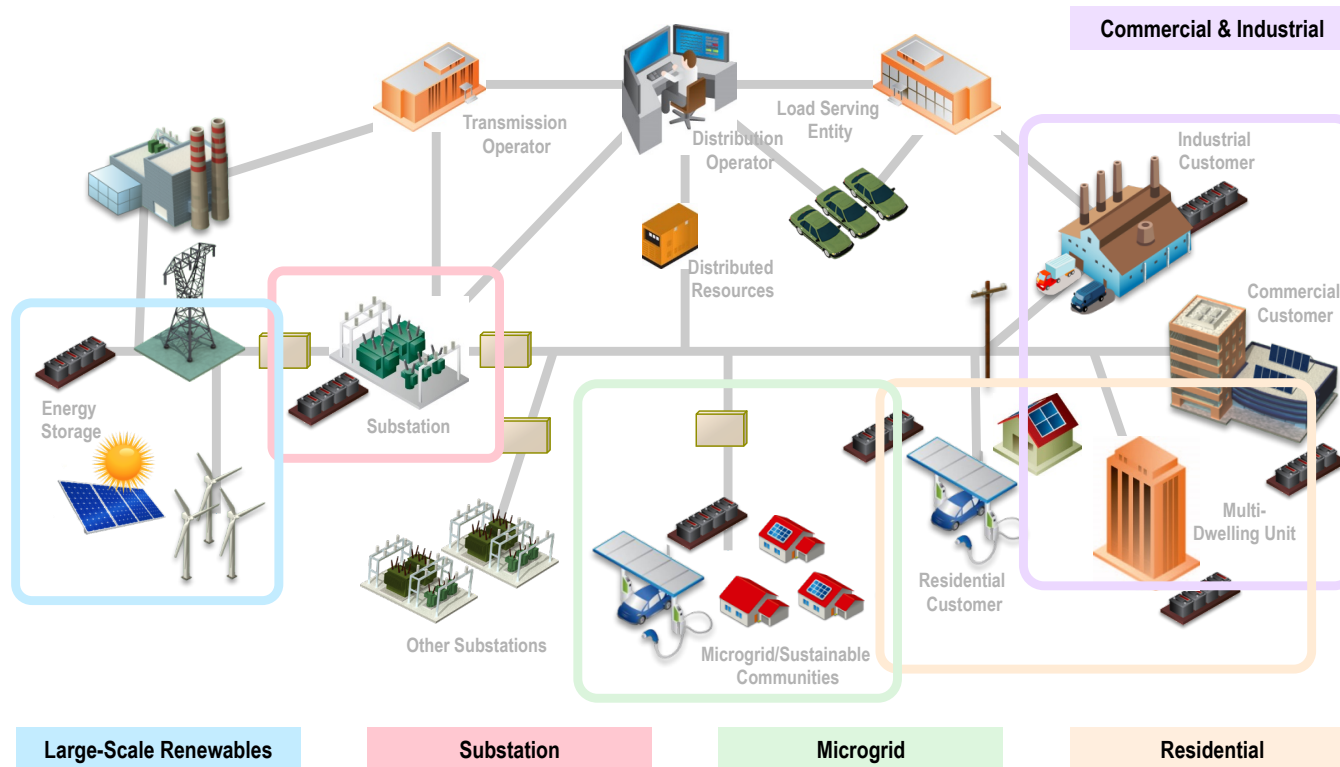 Commercial & Industrial
Transmission
Operator
Distribution
Operator
Load Serving
Entity
Industrial
Customer
Distributed
Resources
Commercial
Customer
Energy
Storage
Substation
Multi-
Dwelling Unit
Residential
Customer
Other Substations
Microgrid/Sustainable
Communities
Large-Scale Renewables
Substation
Microgrid
Residential